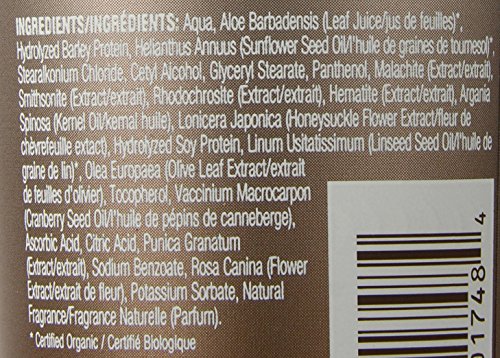 INGREDIENTS/INGRÉDIENTS: Aqua, Aloe Barbadensis (Leaf Juice/jus de feuilles)*,
Hydrolyzed Barley Protein, Helianthus Annuus (Sunflower Seed Oil/l'huile de graines de tournesol)*
Stearalkonium Chloride, Cetyl Alcohol, Glyceryl Stearate, Panthenol, Malachite (Extract/extrait),
Smithsonite (Extract/extrait), Rhodochrosite (Extract/extrait), Hematite (Extract/extrait), Argania
Spinosa (Kernel Oil/kernal huile), Lonicera Japonica (Honeysuckle Flower Extract/fleur de
chèvrefeuille extract), Hydrolyzed Soy Protein, Linum Usitatissimum (Linseed Seed Oil/l'huile de
graine de lin)*, Olea Europaea (Olive Leaf Extract/extrait
de feuilles d'olivier), Tocopherol, Vaccinium Macrocarpon
(Cranberry Seed Oil/l'huile de pépins de canneberge),
Ascorbic Acid, Citric Acid, Punica Granatum
(Extract/extrait), Sodium Benzoate, Rosa Canina (Flower
Extract/extrait de fleur), Potassium Sorbate, Natural
Fragrance/Fragrance Naturelle (Parfum).
* Certified Organic / Certifié Biologique
01748 4